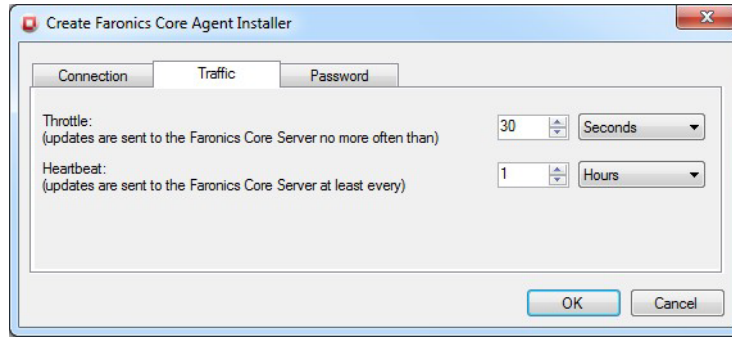 Create Faronics Core Agent Installer
Connection Traffic Password
Throttle:
(updates are sent to the Faronics Core Server no more often than)
30 Seconds
Heartbeat:
(updates are sent to the Faronics Core Server at least every)
1 Hours
OK Cancel